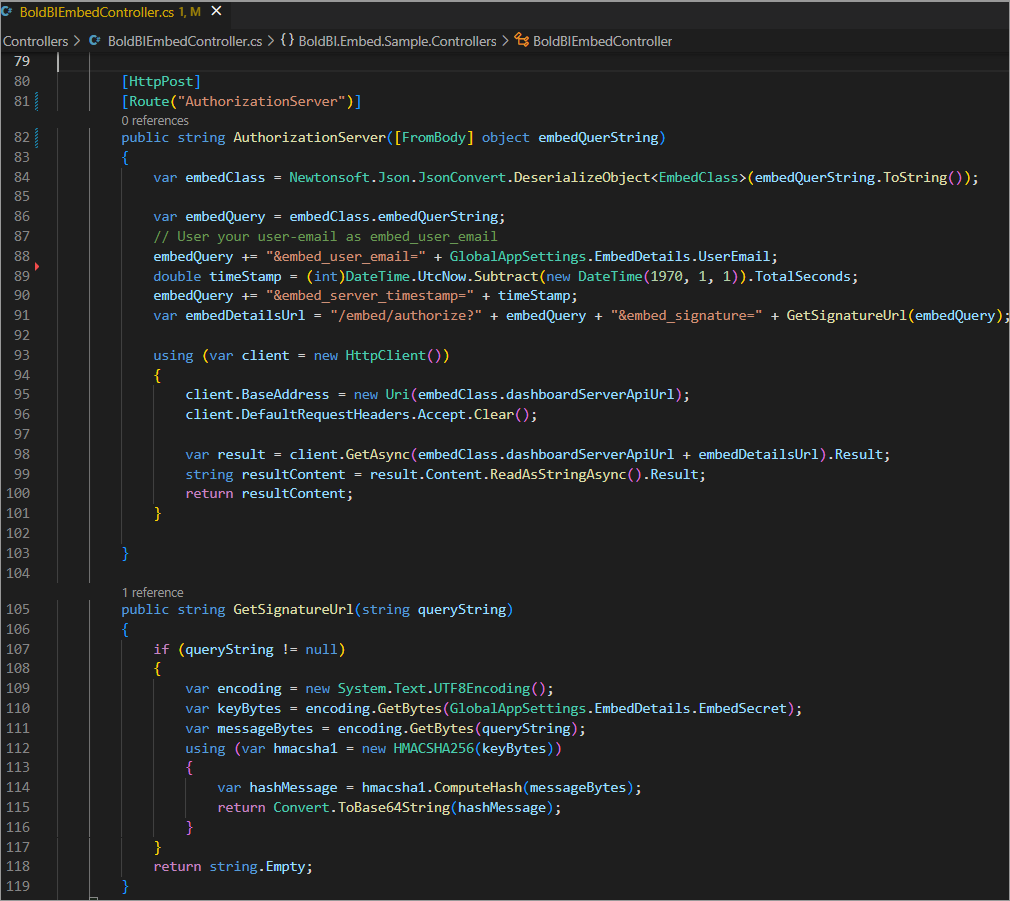 BoldBIEmbedController.cs 1, M
Controllers > BoldBIEmbedController.cs > {} BoldBI.Embed.Sample.Controllers > BoldBIEmbedController
79
80 [HttpPost]
81 [Route("AuthorizationServer")]
0 references
82 public string AuthorizationServer([FromBody] object embedQuerString)
83 {
84 var embedClass = Newtonsoft.Json.JsonConvert.DeserializeObject<EmbedClass>(embedQuerString.ToString());
85
86 var embedQuery = embedClass.embedQuerString;
87 // User your user-email as embed_user_email
88 embedQuery += "&embed_user_email=" + GlobalAppSettings.EmbedDetails.UserEmail;
89 double timeStamp = (int)DateTime.UtcNow.Subtract(new DateTime(1970, 1, 1)).TotalSeconds;
90 embedQuery += "&embed_server_timestamp=" + timeStamp;
91 var embedDetailsUrl = "/embed/authorize?" + embedQuery + "&embed_signature=" + GetSignatureUrl(embedQuery);
92
93 using (var client = new HttpClient())
94 {
95 client.BaseAddress = new Uri(embedClass.dashboardServerApiUrl);
96 client.DefaultRequestHeaders.Accept.Clear();
97
98 var result = client.GetAsync(embedClass.dashboardServerApiUrl + embedDetailsUrl).Result;
99 string resultContent = result.Content.ReadAsStringAsync().Result;
100 return resultContent;
101 }
102
103 }
104
1 reference
105 public string GetSignatureUrl(string queryString)
106 {
107 if (queryString != null)
108 {
109 var encoding = new System.Text.UTF8Encoding();
110 var keyBytes = encoding.GetBytes(GlobalAppSettings.EmbedDetails.EmbedSecret);
111 var messageBytes = encoding.GetBytes(queryString);
112 using (var hmacsha1 = new HMACSHA256(keyBytes))
113 {
114 var hashMessage = hmacsha1.ComputeHash(messageBytes);
115 return Convert.ToBase64String(hashMessage);
116 }
117 }
118 return string.Empty;
119 }